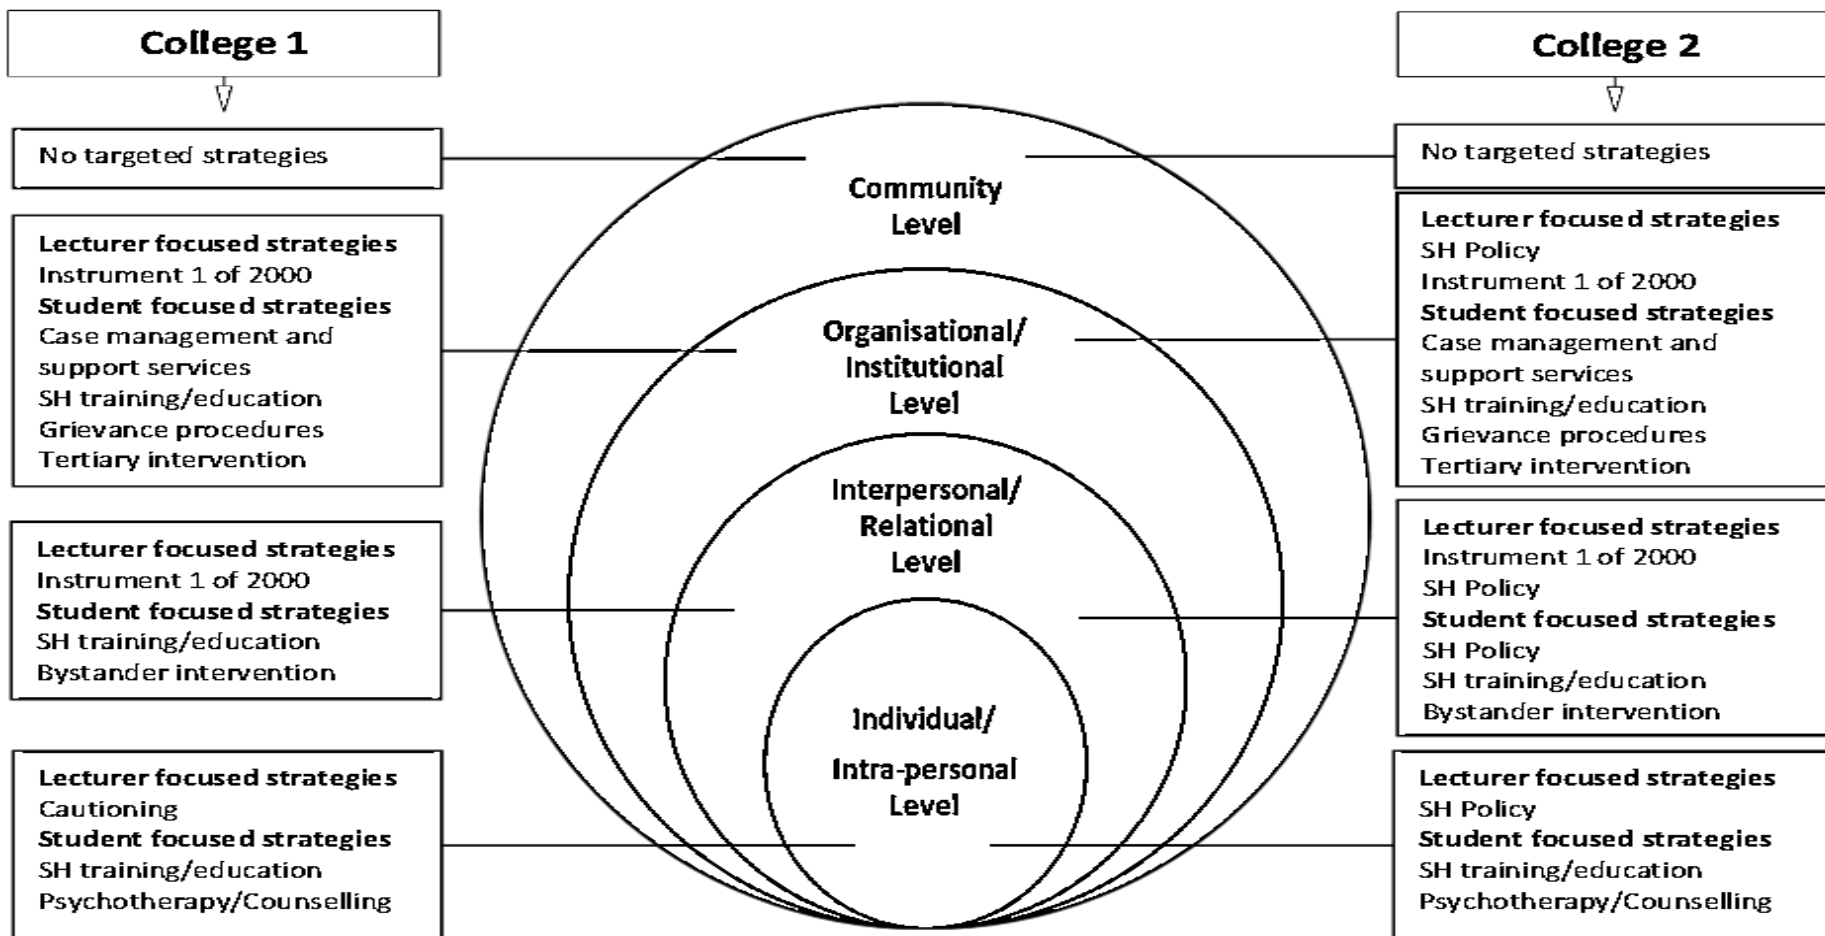 College 1
No targeted strategies
Lecturer focused strategies
Instrument 1 of 2000
Student focused strategies
Case management and
support services
SH training/education
Grievance procedures
Tertiary intervention
Lecturer focused strategies
Instrument 1 of 2000
Student focused strategies
SH training/education
Bystander intervention
Lecturer focused strategies
Cautioning
Student focused strategies
SH training/education
Psychotherapy/Counselling
Community
Level
Organisational/
Institutional
Level
Interpersonal/
Relational
Level
Individual/
Intra-personal
Level
College 2
No targeted strategies
Lecturer focused strategies
SH Policy
Instrument 1 of 2000
Student focused strategies
Case management and
support services
SH training/education
Grievance procedures
Tertiary intervention
Lecturer focused strategies
Instrument 1 of 2000
SH Policy
Student focused strategies
SH Policy
SH training/education
Bystander intervention
Lecturer focused strategies
SH Policy
Student focused strategies
SH training/education
Psychotherapy/Counselling